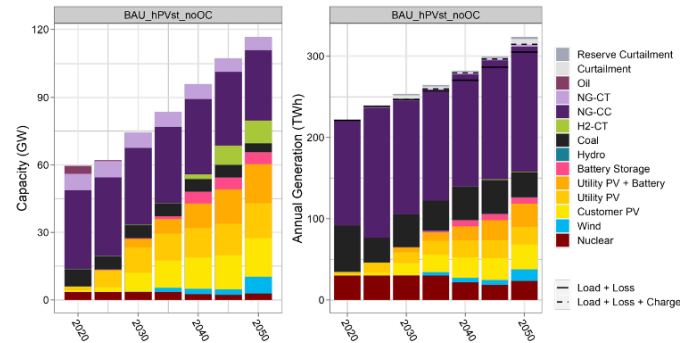 BAU_hPVst_noOC
BAU_hPVst_noOC
Capacity (GW)
120
90
60
30
0
2020
2030
2040
2050
Annual Generation (TWh)
300
200
100
0
2020
2030
2040
2050
Reserve Curtailment
Curtailment
Oil
NG-CT
NG-CC
H2-CT
Coal
Hydro
Battery Storage
Utility PV + Battery
Utility PV
Customer PV
Wind
Nuclear
Load + Loss
Load + Loss + Charge